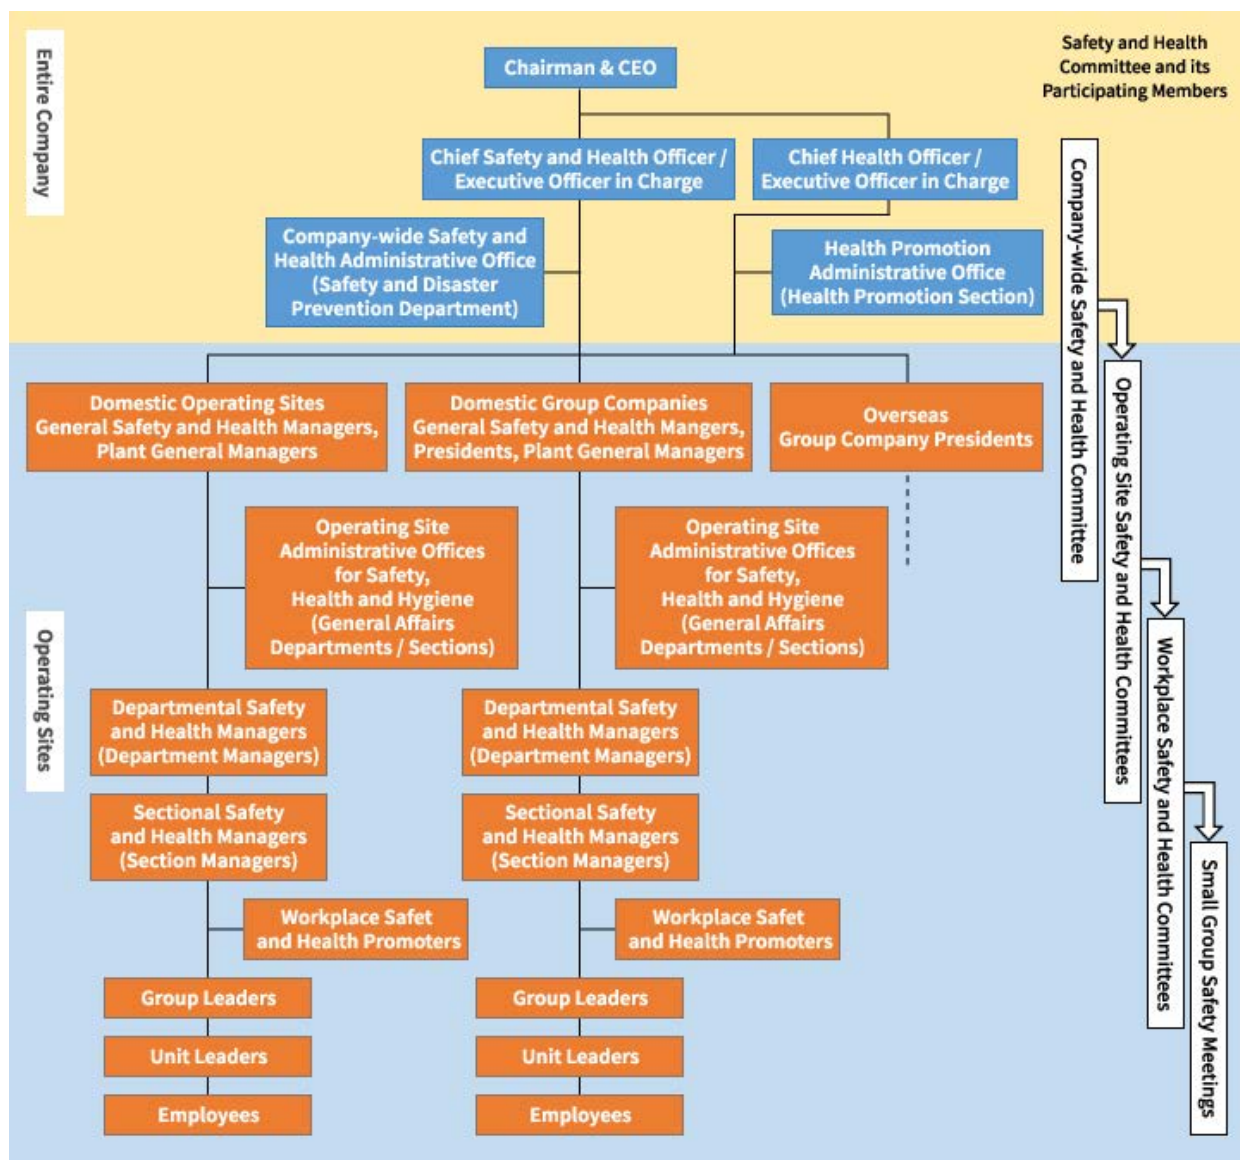 Entire Company
Chairman & CEO
Safety and Health
Committee and its
Participating Members
Chief Safety and Health Officer /
Executive Officer in Charge
Chief Health Officer /
Executive Officer in Charge
Company-wide Safety and
Health Administrative Office
(Safety and Disaster
Prevention Department)
Health Promotion
Administrative Office
(Health Promotion Section)
Company-wide Safety and Health Committee
Operating Sites
Domestic Operating Sites
General Safety and Health Managers,
Plant General Managers
Domestic Group Companies
General Safety and Health Mangers,
Presidents, Plant General Managers
Overseas
Group Company Presidents
Operating Site Safety and Health Committees
Operating Site
Administrative Offices
for Safety,
Health and Hygiene
(General Affairs
Departments / Sections)
Operating Site
Administrative Offices
for Safety,
Health and Hygiene
(General Affairs
Departments / Sections)
Workplace Safety and Health Committees
Departmental Safety
and Health Managers
(Department Managers)
Departmental Safety
and Health Managers
(Department Managers)
Sectional Safety
and Health Managers
(Section Managers)
Sectional Safety
and Health Managers
(Section Managers)
Small Group Safety Meetings
Workplace Safet
and Health Promoters
Workplace Safet
and Health Promoters
Group Leaders
Group Leaders
Unit Leaders
Unit Leaders
Employees
Employees